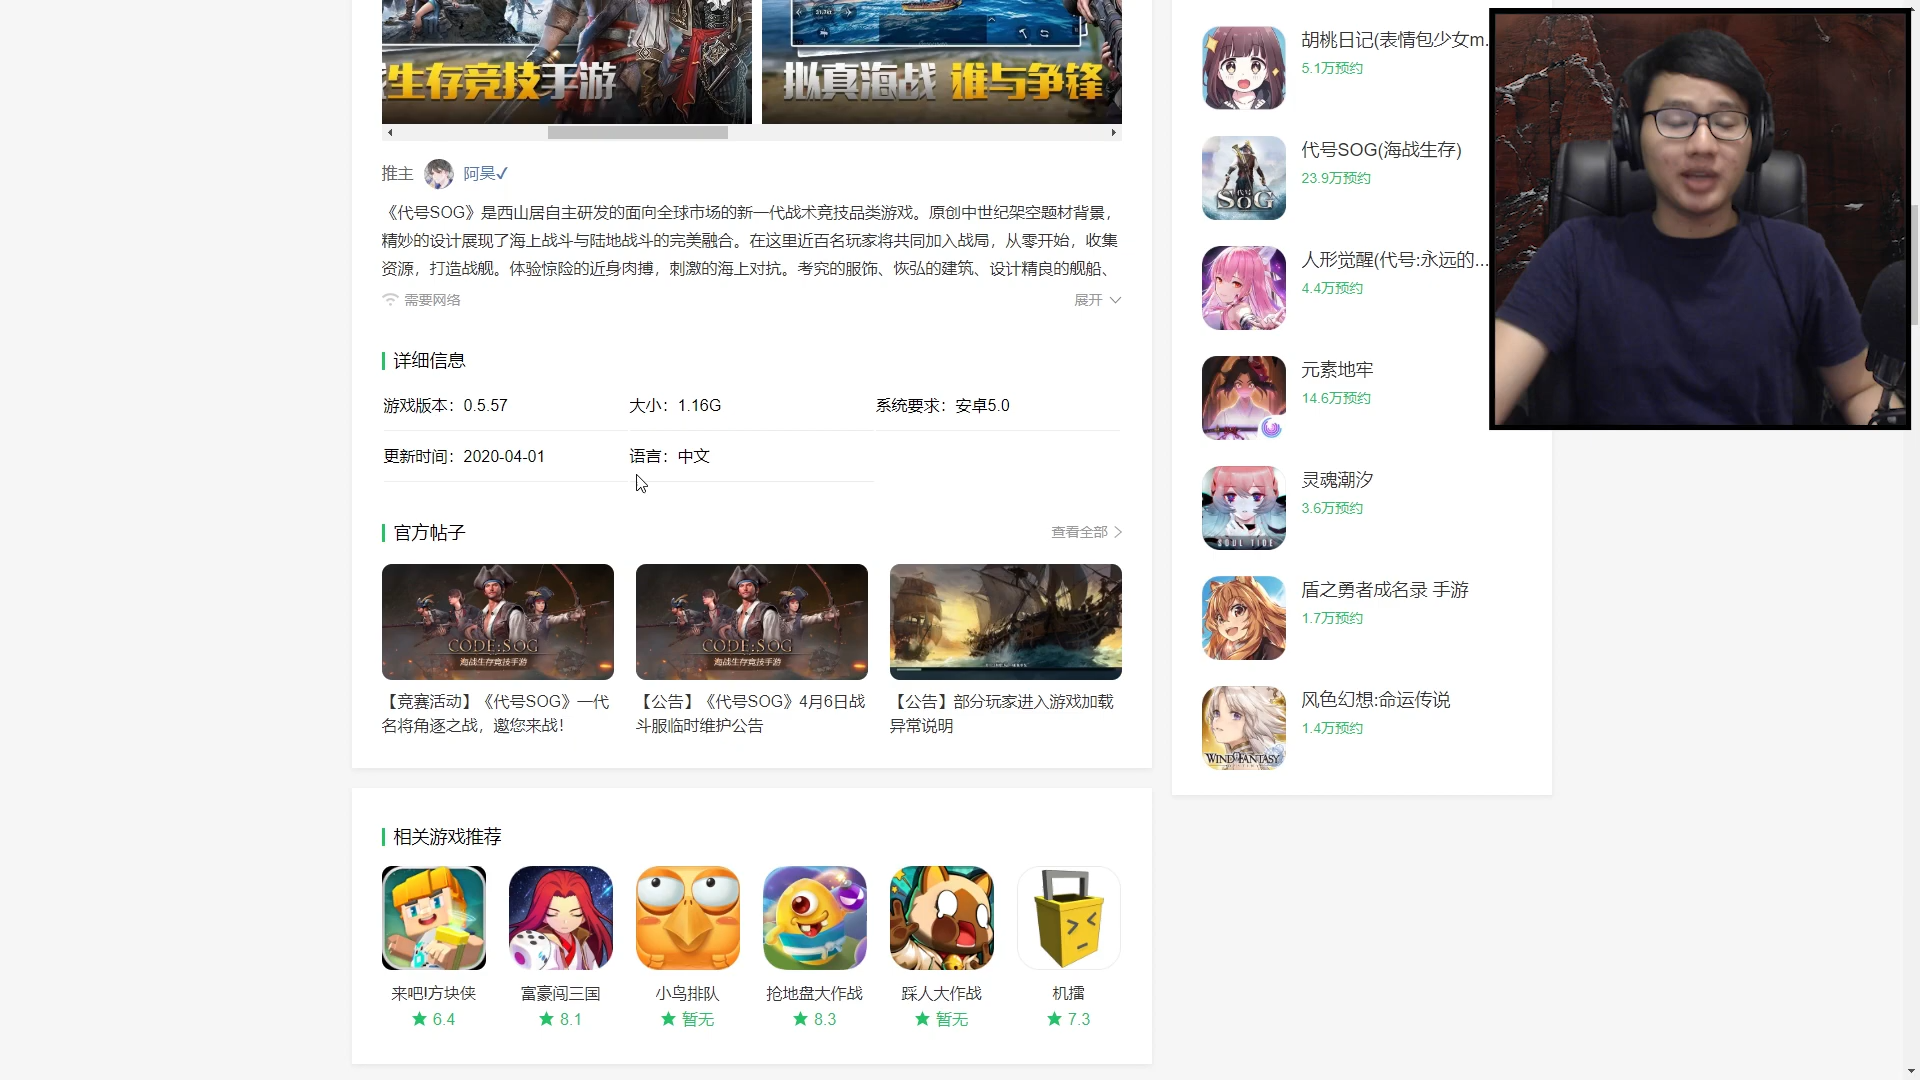 生存竞技手游
拟真海战 谁与争锋
推主 阿昊
《代号SOG》是西山居自主研发的面向全球市场的新一代战术竞技品类游戏。原创中世纪架空题材背景，
精妙的设计展现了海上战斗与陆地战斗的完美融合。在这里近百名玩家将共同加入战局，从零开始，收集
资源，打造战舰。体验惊险的近身肉搏，刺激的海上对抗。考究的服饰、恢弘的建筑、设计精良的舰船、
需要网络
展开
详细信息
游戏版本：0.5.57
大小：1.16G
系统要求：安卓5.0
更新时间：2020-04-01
语言：中文
官方帖子
查看全部
CODE:SOG
海战生存竞技手游
CODE:SOG
海战生存竞技手游
【竞赛活动】《代号SOG》一代
名将角逐之战，邀您来战！
【公告】《代号SOG》4月6日战
斗服临时维护公告
【公告】部分玩家进入游戏加载
异常说明
相关游戏推荐
来吧!方块侠
6.4
富豪闯三国
8.1
小鸟排队
暂无
抢地盘大作战
8.3
踩人大作战
暂无
机擂
7.3
胡桃日记(表情包少女m...
5.1万预约
代号
SOG
代号SOG(海战生存)
23.9万预约
人形觉醒(代号:永远的...
4.4万预约
元素地牢
14.6万预约
SOUL TIDE
灵魂潮汐
3.6万预约
盾之勇者成名录 手游
1.7万预约
WIND FANTASY
风色幻想:命运传说
1.4万预约